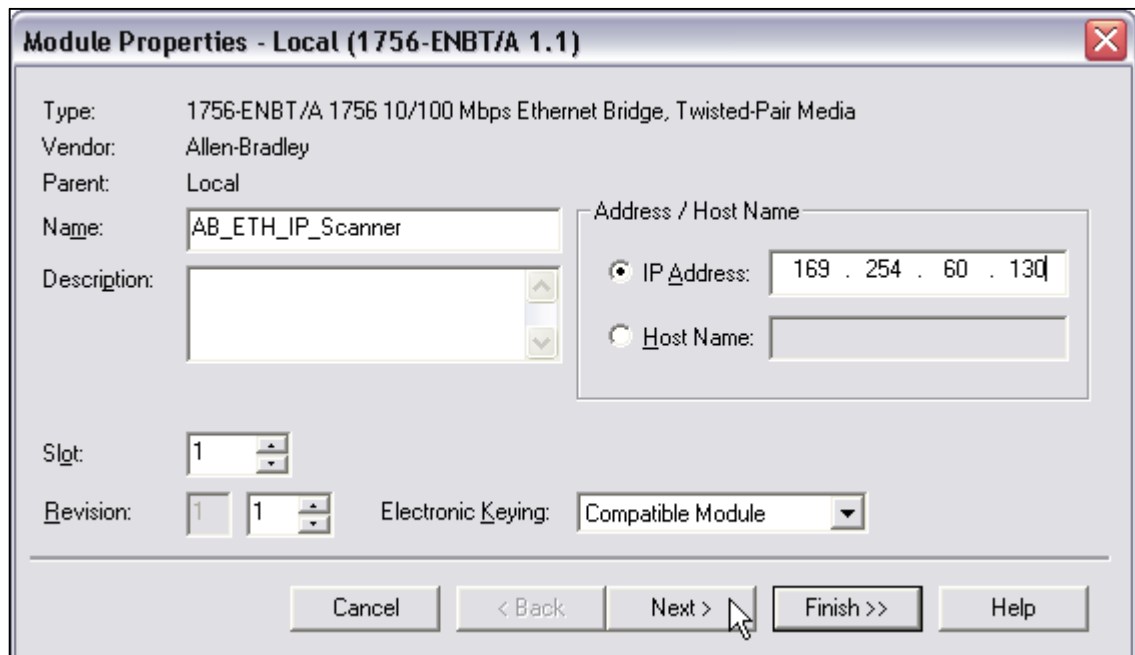 Module Properties - Local (1756-ENBT/A 1.1)
Type: 1756-ENBT/A 1756 10/100 Mbps Ethernet Bridge, Twisted-Pair Media
Vendor: Allen-Bradley
Parent: Local
Name: AB_ETH_IP_Scanner
Description:
Address / Host Name
IP Address: 169 . 254 . 60 . 130
Host Name:
Slot: 1
Revision: 1 1 Electronic Keying: Compatible Module
Cancel < Back Next > Finish >> Help